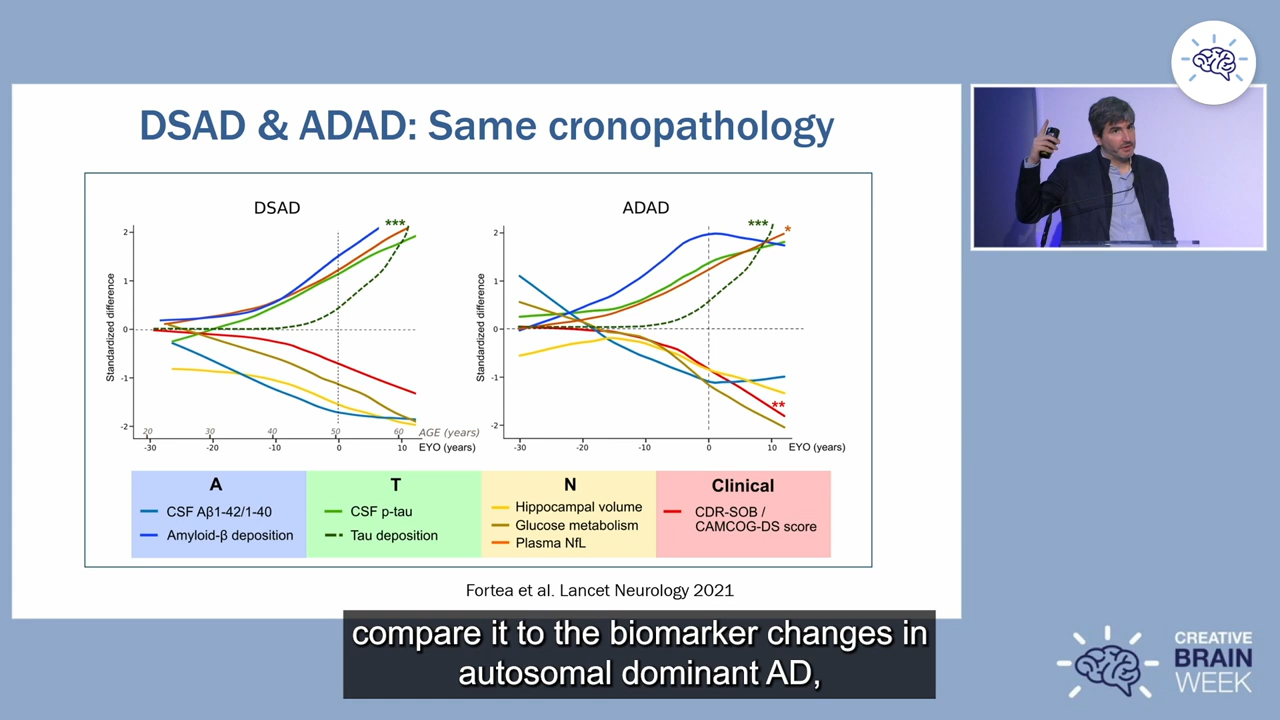 DSAD & ADAD: Same cronopathology
DSAD
***
2
1
0
-1
-2
Standardized difference
20 30 40 50 60 AGE (years)
-30 -20 -10 0 10 EYO (years)
ADAD
***
*
**
2
1
0
-1
-2
Standardized difference
-30 -20 -10 0 10 EYO (years)
A
CSF Aβ1-42/1-40
Amyloid-β deposition
T
CSF p-tau
Tau deposition
N
Hippocampal volume
Glucose metabolism
Plasma NfL
Clinical
CDR-SOB /
CAMCOG-DS score
Fortea et al. Lancet Neurology 2021
compare it to the biomarker changes in
autosomal dominant AD,
CREATIVE
BRAIN
WEEK